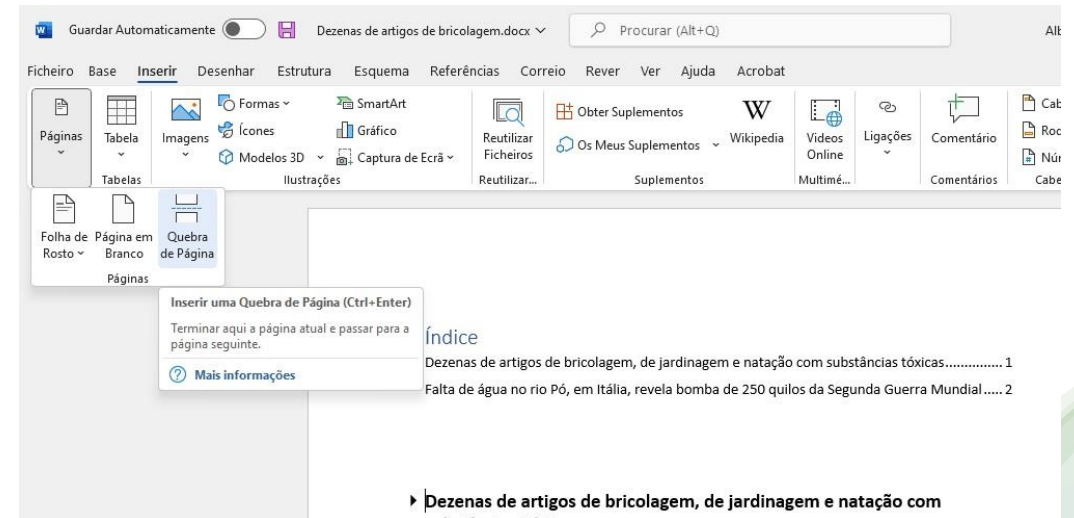 Guardar Automaticamente Dezenas de artigos de bricolagem.docx Procurar (Alt+Q)
Ficheiro Base Inserir Desenhar Estrutura Esquema Referências Correio Rever Ver Ajuda Acrobat
Páginas
Tabela
Tabelas
Imagens
Formas
Ícones
Modelos 3D
SmartArt
Gráfico
Captura de Ecrã
Ilustrações
Reutilizar
Ficheiros
Reutilizar...
Obter Suplementos
Os Meus Suplementos
W
Wikipedia
Suplementos
Vídeos
Online
Multimé...
Ligações
Comentário
Comentários
Cab
Rod
Núr
Cabe
Folha de
Rosto
Página em
Branco
Quebra
de Página
Páginas
Inserir uma Quebra de Página (Ctrl+Enter)
Terminar aqui a página atual e passar para a
página seguinte.
Mais informações
Índice
Dezenas de artigos de bricolagem, de jardinagem e natação com substâncias tóxicas............... 1
Falta de água no rio Pó, em Itália, revela bomba de 250 quilos da Segunda Guerra Mundial..... 2
Dezenas de artigos de bricolagem, de jardinagem e natação com